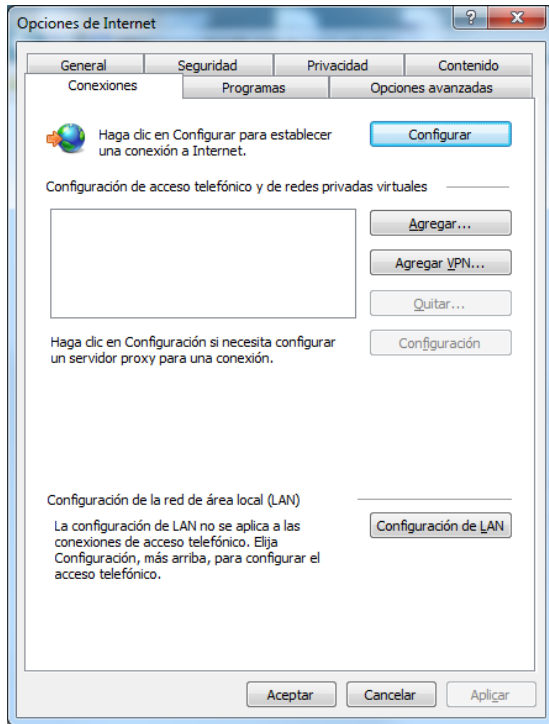 Opciones de Internet
General Seguridad Privacidad Contenido
Conexiones Programas Opciones avanzadas
Haga clic en Configurar para establecer
una conexión a Internet.
Configurar
Configuración de acceso telefónico y de redes privadas virtuales
Agregar...
Agregar VPN...
Quitar...
Haga clic en Configuración si necesita configurar
un servidor proxy para una conexión.
Configuración
Configuración de la red de área local (LAN)
La configuración de LAN no se aplica a las
conexiones de acceso telefónico. Elija
Configuración, más arriba, para configurar el
acceso telefónico.
Configuración de LAN
Aceptar Cancelar Aplicar